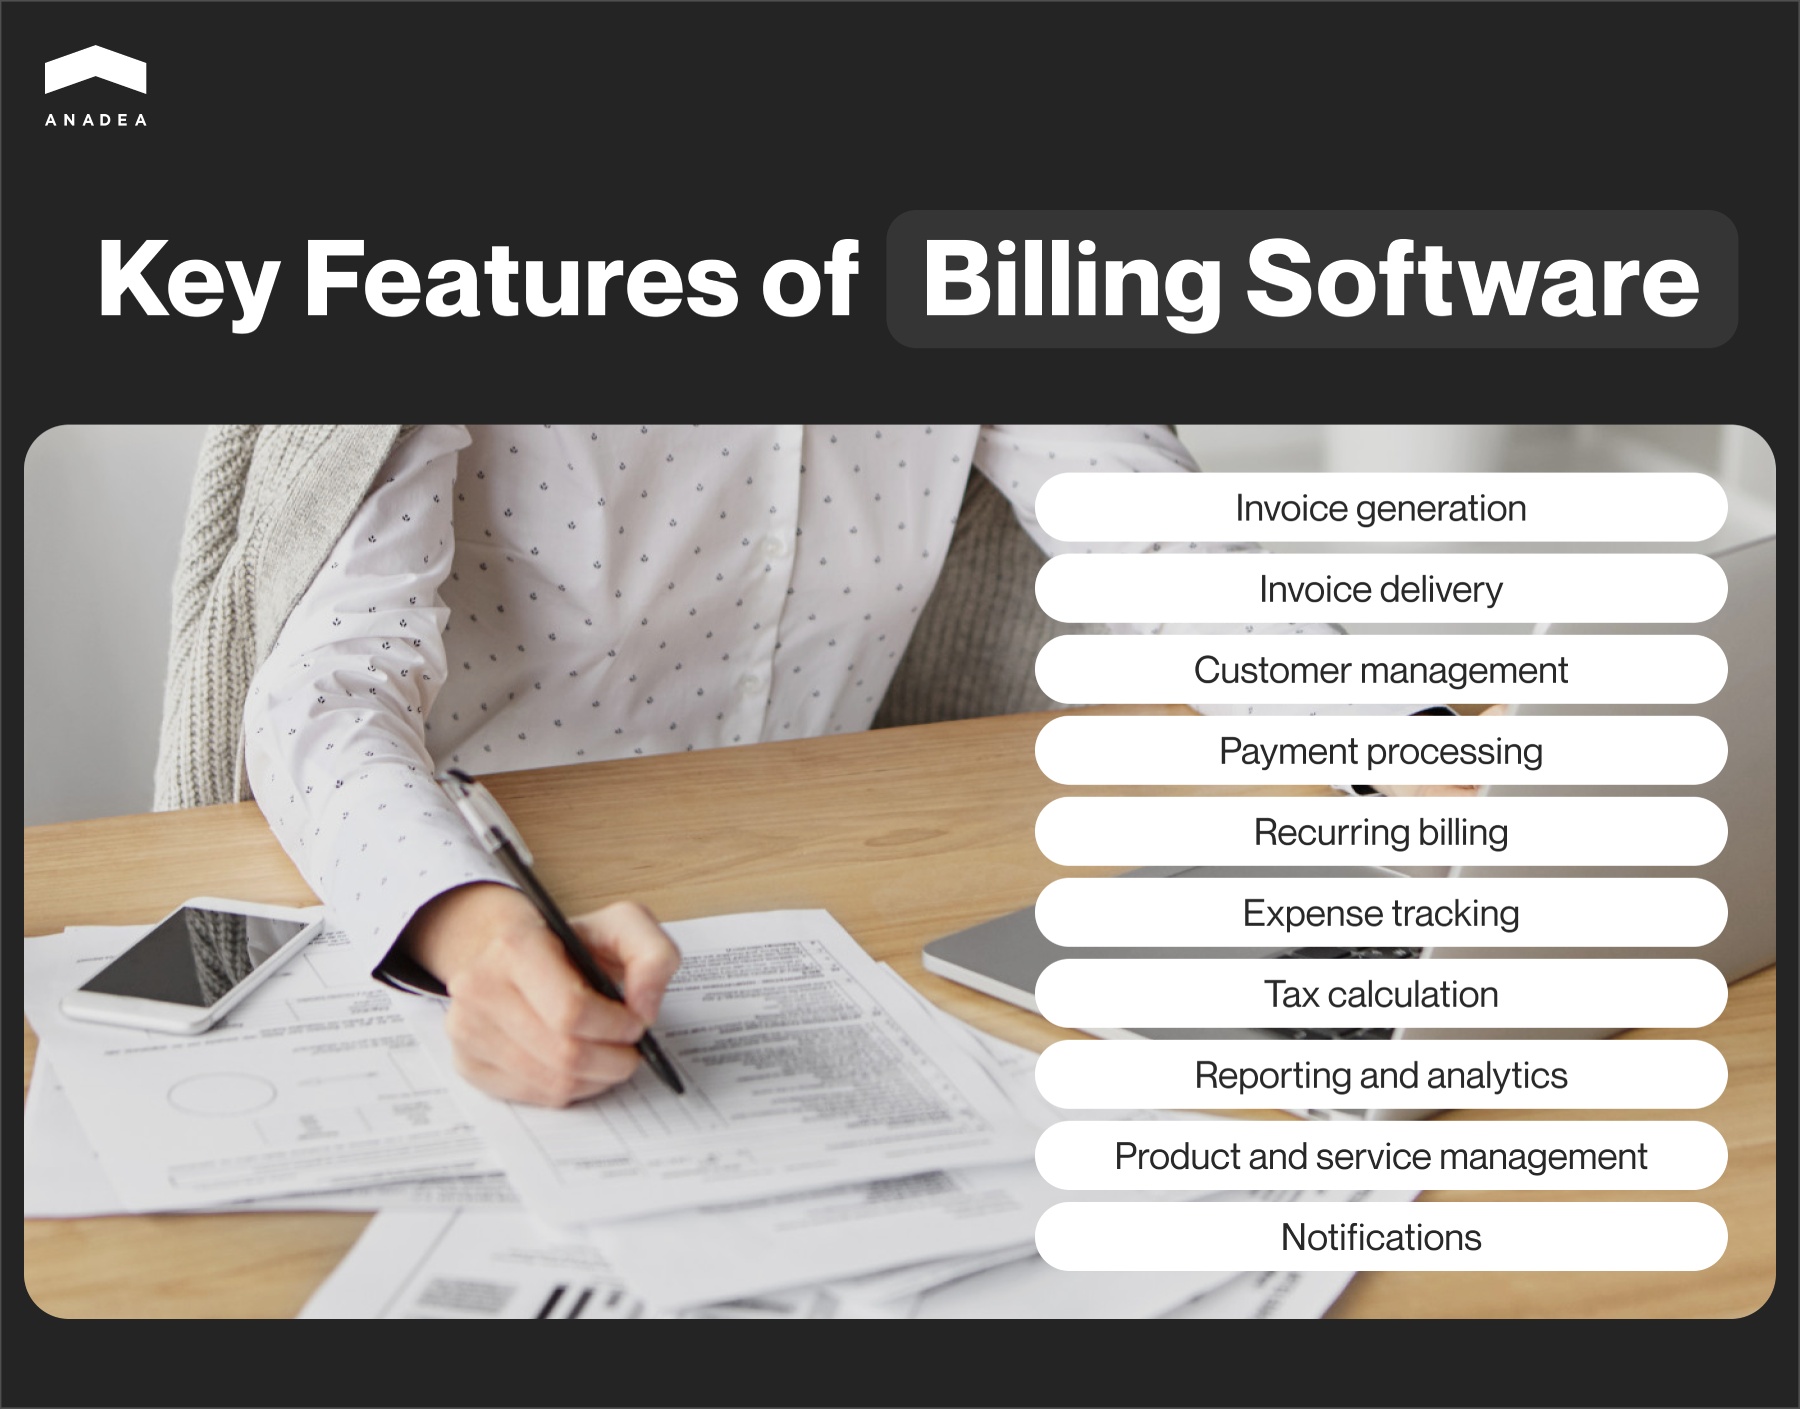 ANADEA
Key Features of Billing Software
Invoice generation
Invoice delivery
Customer management
Payment processing
Recurring billing
Expense tracking
Tax calculation
Reporting and analytics
Product and service management
Notifications